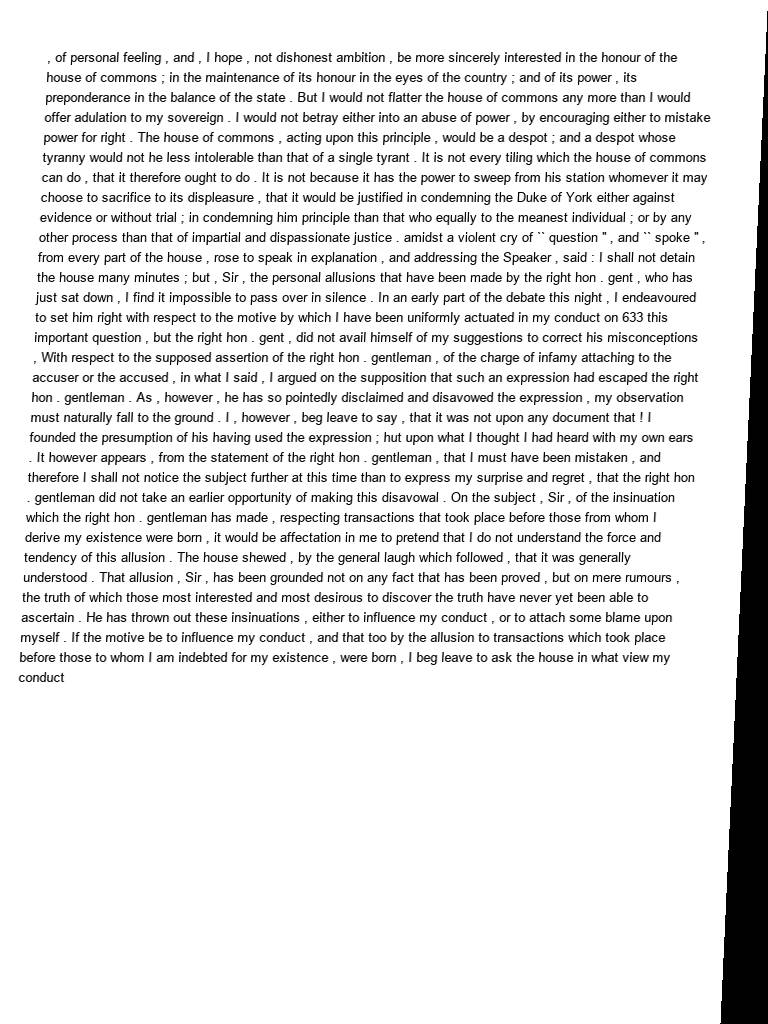 , of personal feeling , and , I hope , not dishonest ambition , be more sincerely interested in the honour of the
house of commons ; in the maintenance of its honour in the eyes of the country ; and of its power , its
preponderance in the balance of the state . But I would not flatter the house of commons any more than I would
offer adulation to my sovereign . I would not betray either into an abuse of power , by encouraging either to mistake
power for right . The house of commons , acting upon this principle , would be a despot ; and a despot whose
tyranny would not he less intolerable than that of a single tyrant . It is not every tiling which the house of commons
can do , that it therefore ought to do . It is not because it has the power to sweep from his station whomever it may
choose to sacrifice to its displeasure , that it would be justified in condemning the Duke of York either against
evidence or without trial ; in condemning him principle than that who equally to the meanest individual ; or by any
other process than that of impartial and dispassionate justice . amidst a violent cry of `` question " , and `` spoke " ,
from every part of the house , rose to speak in explanation , and addressing the Speaker , said : I shall not detain
the house many minutes ; but , Sir , the personal allusions that have been made by the right hon . gent , who has
just sat down , I find it impossible to pass over in silence . In an early part of the debate this night , I endeavoured
to set him right with respect to the motive by which I have been uniformly actuated in my conduct on 633 this
important question , but the right hon . gent , did not avail himself of my suggestions to correct his misconceptions
, With respect to the supposed assertion of the right hon . gentleman , of the charge of infamy attaching to the
accuser or the accused , in what I said , I argued on the supposition that such an expression had escaped the right
hon . gentleman . As , however , he has so pointedly disclaimed and disavowed the expression , my observation
must naturally fall to the ground . I , however , beg leave to say , that it was not upon any document that ! I
founded the presumption of his having used the expression ; hut upon what I thought I had heard with my own ears
. It however appears , from the statement of the right hon . gentleman , that I must have been mistaken , and
therefore I shall not notice the subject further at this time than to express my surprise and regret , that the right hon
. gentleman did not take an earlier opportunity of making this disavowal . On the subject , Sir , of the insinuation
which the right hon . gentleman has made , respecting transactions that took place before those from whom I
derive my existence were born , it would be affectation in me to pretend that I do not understand the force and
tendency of this allusion . The house shewed , by the general laugh which followed , that it was generally
understood . That allusion , Sir , has been grounded not on any fact that has been proved , but on mere rumours ,
the truth of which those most interested and most desirous to discover the truth have never yet been able to
ascertain . He has thrown out these insinuations , either to influence my conduct , or to attach some blame upon
myself . If the motive be to influence my conduct , and that too by the allusion to transactions which took place
before those to whom I am indebted for my existence , were born , I beg leave to ask the house in what view my
conduct